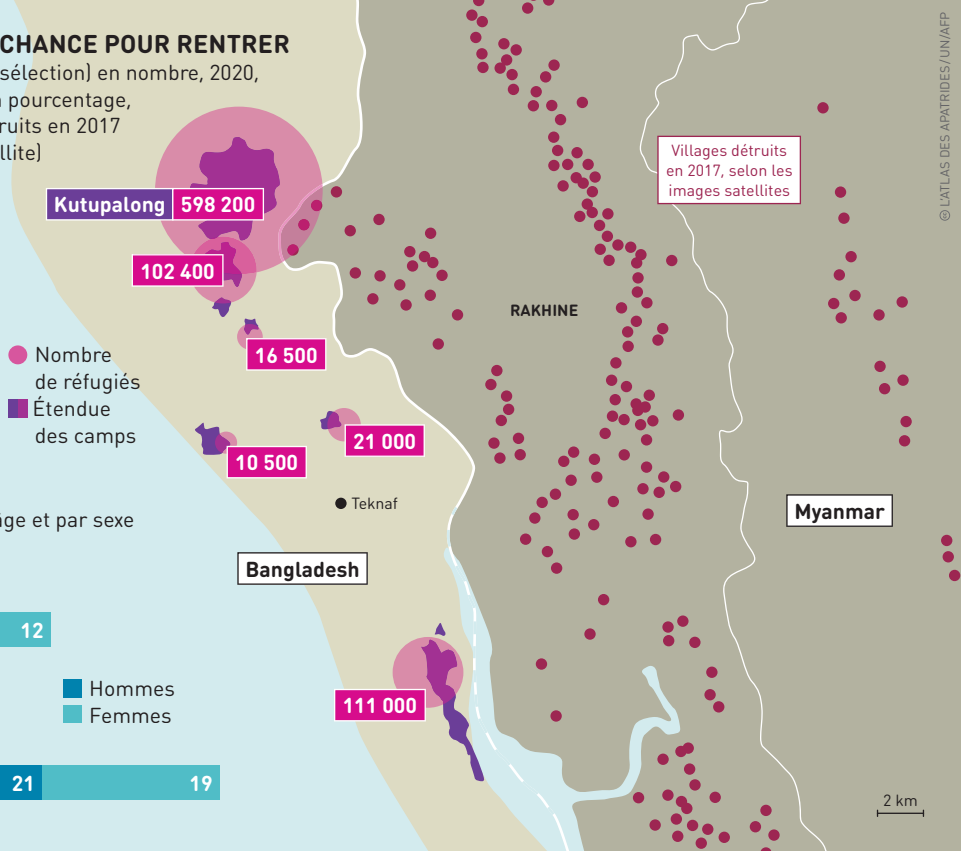 CHANCE POUR RENTRER
sélection) en nombre, 2020,
pourcentage,
ruits en 2017
llite)
Kutupalong 598 200
102 400
16 500
Nombre
de réfugiés
Étendue
des camps
21 000
10 500
Teknaf
âge et par sexe
Bangladesh
12
Hommes
Femmes
111 000
21 19
Villages détruits
en 2017, selon les
images satellites
RAKHINE
Myanmar
2 km
© L'ATLAS DES APATRIDES/UN/AFP